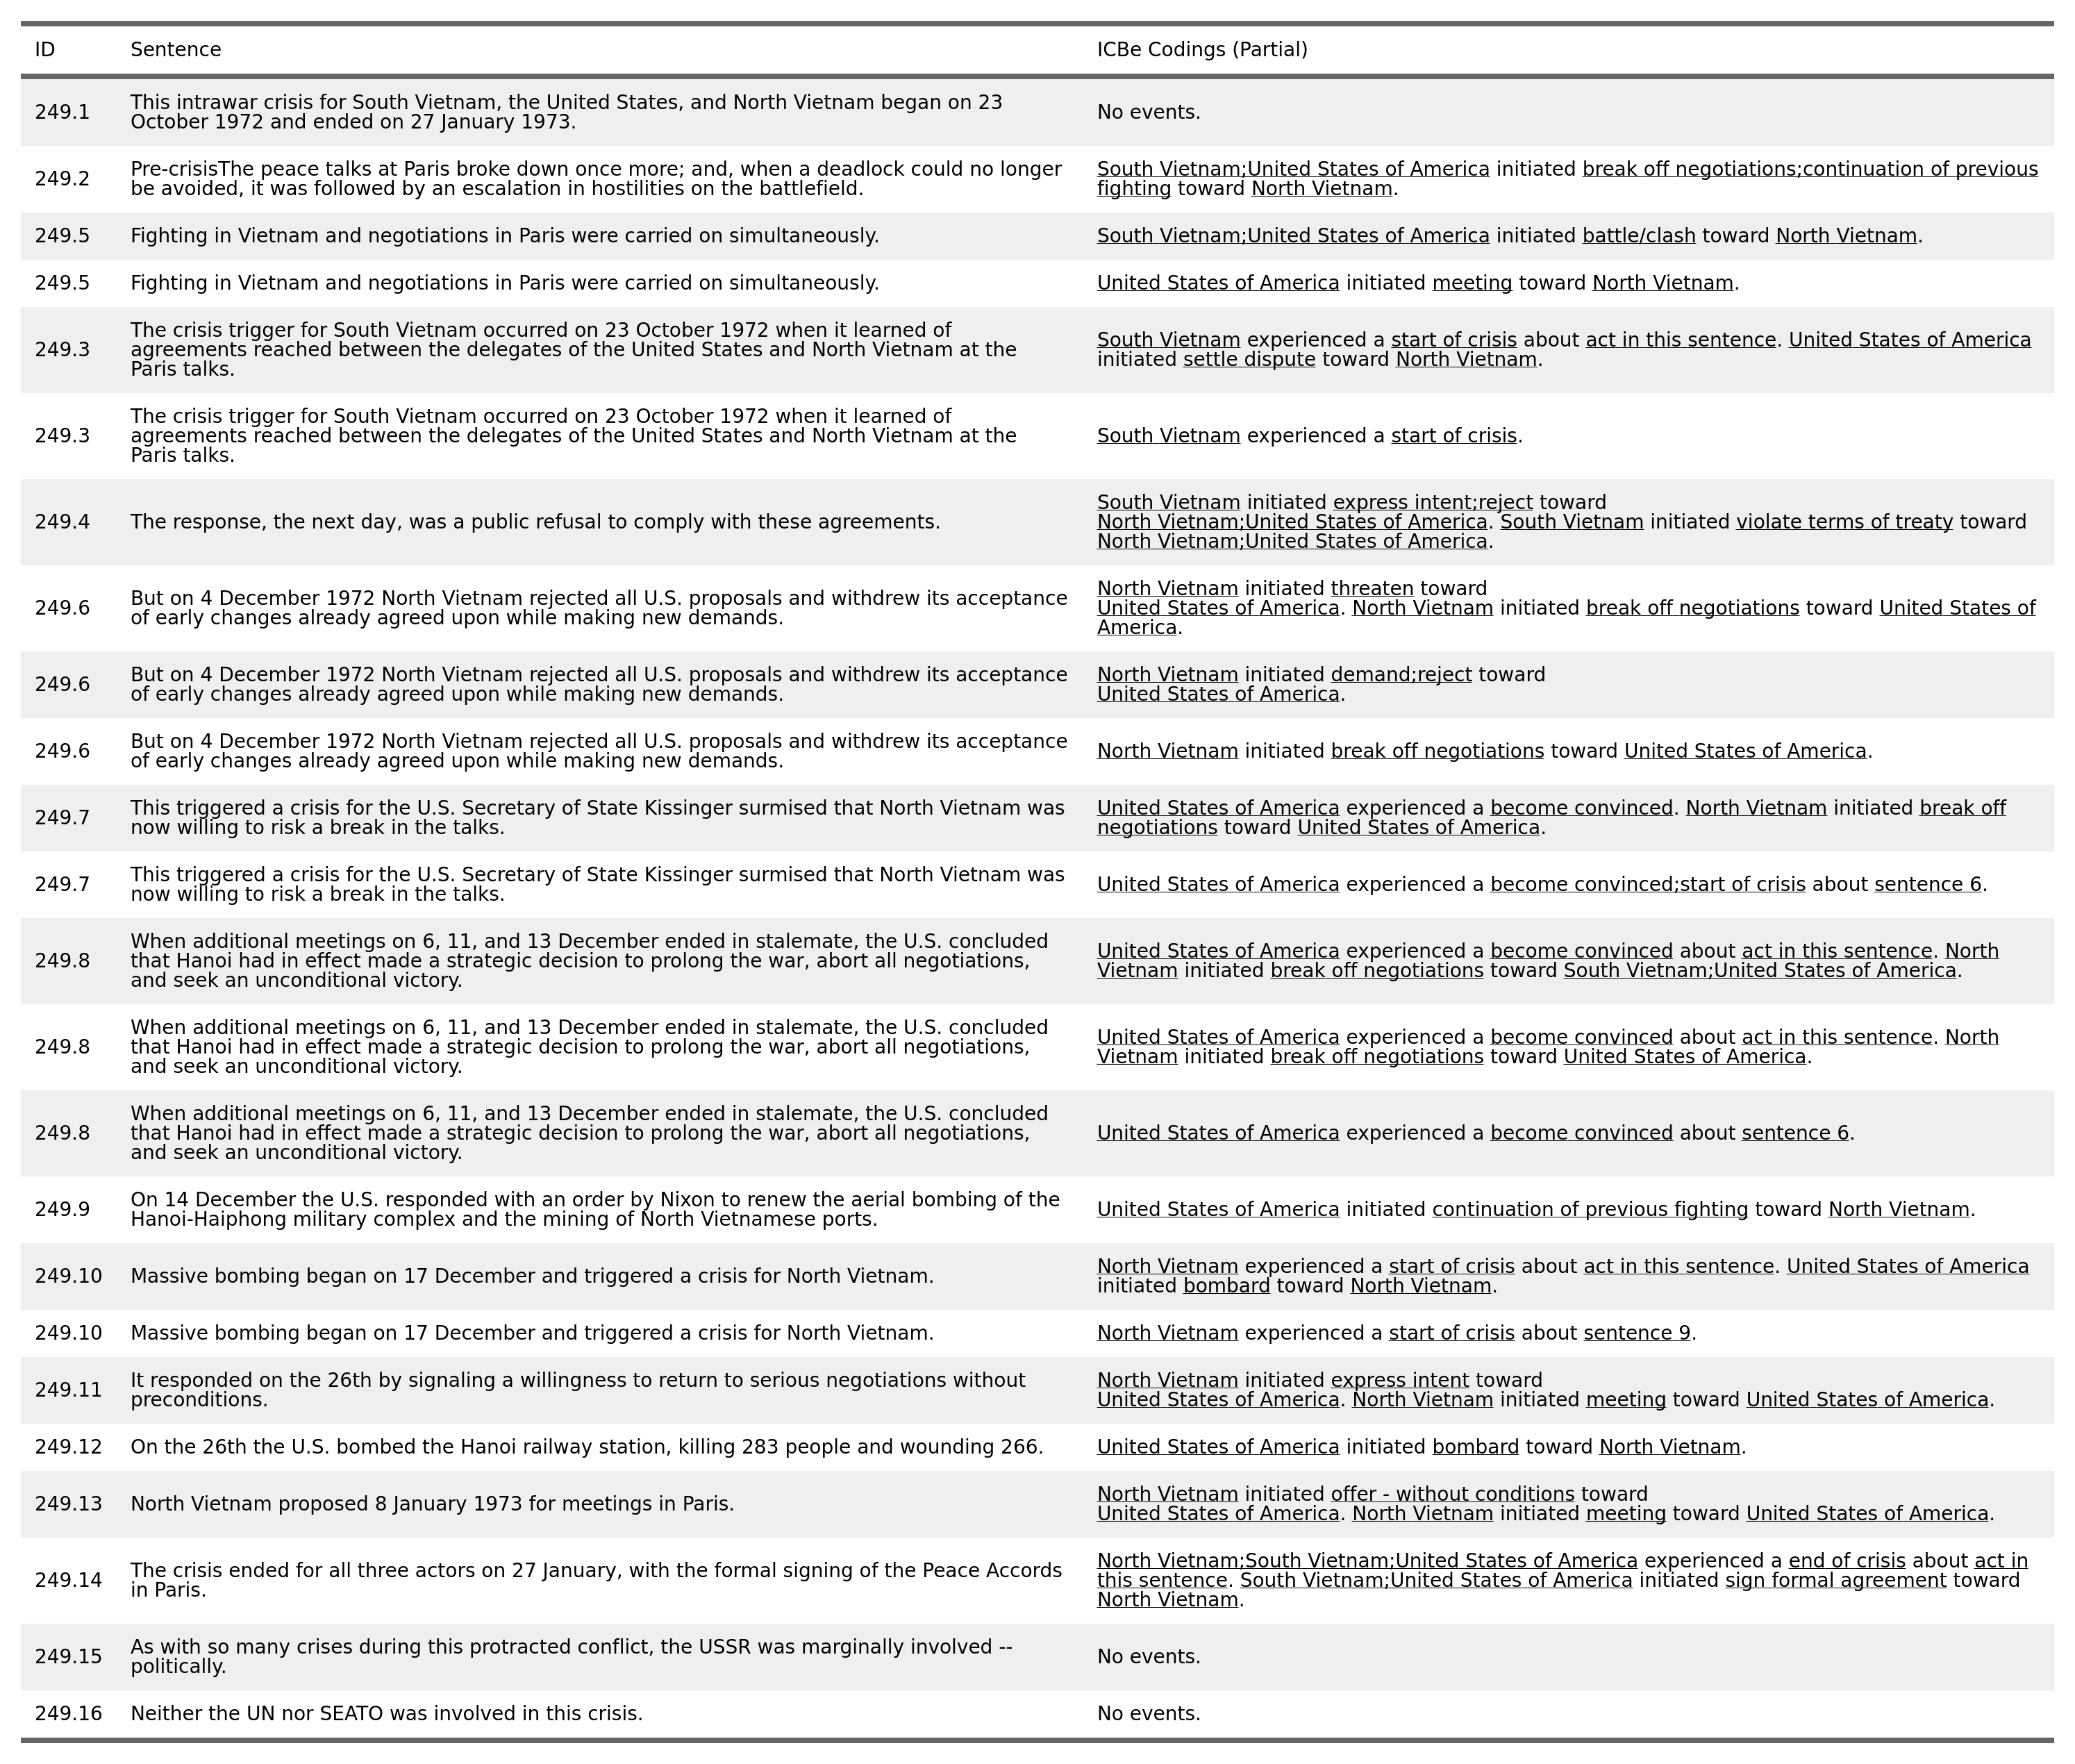 ID Sentence ICBe Codings (Partial)
249.1 This intrawar crisis for South Vietnam, the United States, and North Vietnam began on 23
October 1972 and ended on 27 January 1973. No events.
249.2 Pre-crisisThe peace talks at Paris broke down once more; and, when a deadlock could no longer
be avoided, it was followed by an escalation in hostilities on the battlefield.
South Vietnam;United States of America initiated break off negotiations;continuation of previous
fighting toward North Vietnam.
249.5 Fighting in Vietnam and negotiations in Paris were carried on simultaneously. South Vietnam;United States of America initiated battle/clash toward North Vietnam.
249.5 Fighting in Vietnam and negotiations in Paris were carried on simultaneously. United States of America initiated meeting toward North Vietnam.
249.3 The crisis trigger for South Vietnam occurred on 23 October 1972 when it learned of
agreements reached between the delegates of the United States and North Vietnam at the
Paris talks.
South Vietnam experienced a start of crisis about act in this sentence. United States of America
initiated settle dispute toward North Vietnam.
249.3 The crisis trigger for South Vietnam occurred on 23 October 1972 when it learned of
agreements reached between the delegates of the United States and North Vietnam at the
Paris talks.
South Vietnam experienced a start of crisis.
249.4 The response, the next day, was a public refusal to comply with these agreements.
South Vietnam initiated express intent;reject toward
North Vietnam;United States of America. South Vietnam initiated violate terms of treaty toward
North Vietnam;United States of America.
249.6 But on 4 December 1972 North Vietnam rejected all U.S. proposals and withdrew its acceptance
of early changes already agreed upon while making new demands.
North Vietnam initiated threaten toward
United States of America. North Vietnam initiated break off negotiations toward United States of
America.
249.6 But on 4 December 1972 North Vietnam rejected all U.S. proposals and withdrew its acceptance
of early changes already agreed upon while making new demands.
North Vietnam initiated demand;reject toward
United States of America.
249.6 But on 4 December 1972 North Vietnam rejected all U.S. proposals and withdrew its acceptance
of early changes already agreed upon while making new demands.
North Vietnam initiated break off negotiations toward United States of America.
249.7 This triggered a crisis for the U.S. Secretary of State Kissinger surmised that North Vietnam was
now willing to risk a break in the talks.
United States of America experienced a become convinced. North Vietnam initiated break off
negotiations toward United States of America.
249.7 This triggered a crisis for the U.S. Secretary of State Kissinger surmised that North Vietnam was
now willing to risk a break in the talks.
United States of America experienced a become convinced;start of crisis about sentence 6.
249.8 When additional meetings on 6, 11, and 13 December ended in stalemate, the U.S. concluded
that Hanoi had in effect made a strategic decision to prolong the war, abort all negotiations,
and seek an unconditional victory.
United States of America experienced a become convinced about act in this sentence. North
Vietnam initiated break off negotiations toward South Vietnam;United States of America.
249.8 When additional meetings on 6, 11, and 13 December ended in stalemate, the U.S. concluded
that Hanoi had in effect made a strategic decision to prolong the war, abort all negotiations,
and seek an unconditional victory.
United States of America experienced a become convinced about act in this sentence. North
Vietnam initiated break off negotiations toward United States of America.
249.8 When additional meetings on 6, 11, and 13 December ended in stalemate, the U.S. concluded
that Hanoi had in effect made a strategic decision to prolong the war, abort all negotiations,
and seek an unconditional victory.
United States of America experienced a become convinced about sentence 6.
249.9 On 14 December the U.S. responded with an order by Nixon to renew the aerial bombing of the
Hanoi-Haiphong military complex and the mining of North Vietnamese ports.
United States of America initiated continuation of previous fighting toward North Vietnam.
249.10 Massive bombing began on 17 December and triggered a crisis for North Vietnam.
North Vietnam experienced a start of crisis about act in this sentence. United States of America
initiated bombard toward North Vietnam.
249.10 Massive bombing began on 17 December and triggered a crisis for North Vietnam. North Vietnam experienced a start of crisis about sentence 9.
249.11 It responded on the 26th by signaling a willingness to return to serious negotiations without
preconditions.
North Vietnam initiated express intent toward
United States of America. North Vietnam initiated meeting toward United States of America.
249.12 On the 26th the U.S. bombed the Hanoi railway station, killing 283 people and wounding 266. United States of America initiated bombard toward North Vietnam.
249.13 North Vietnam proposed 8 January 1973 for meetings in Paris.
North Vietnam initiated offer - without conditions toward
United States of America. North Vietnam initiated meeting toward United States of America.
249.14 The crisis ended for all three actors on 27 January, with the formal signing of the Peace Accords
in Paris.
North Vietnam;South Vietnam;United States of America experienced a end of crisis about act in
this sentence. South Vietnam;United States of America initiated sign formal agreement toward
North Vietnam.
249.15 As with so many crises during this protracted conflict, the USSR was marginally involved --
politically.
No events.
249.16 Neither the UN nor SEATO was involved in this crisis. No events.